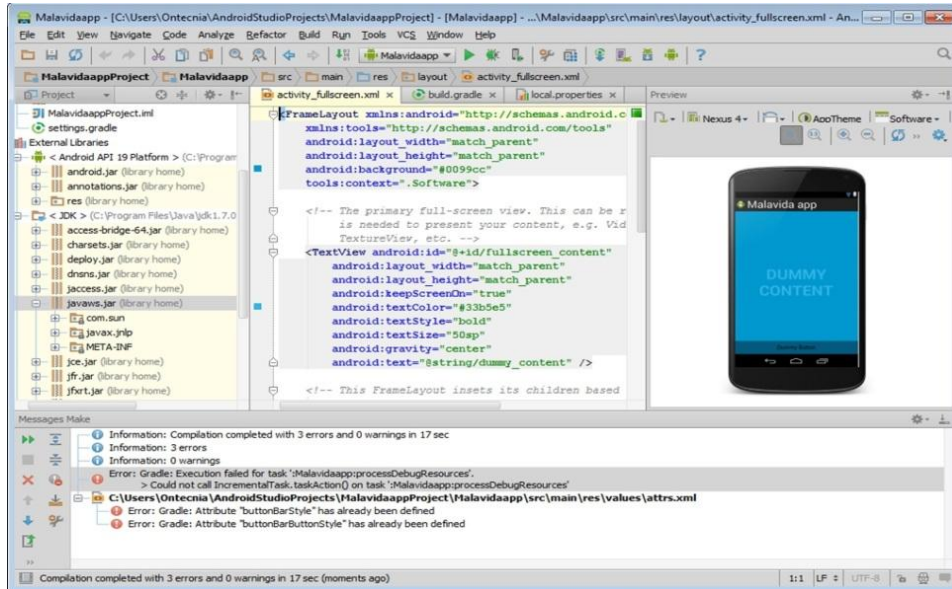 Malavidaapp - [C:\Users\Ontecnia\AndroidStudioProjects\MalavidaappProject] - [Malavidaapp] - ...\Malavidaapp\src\main\res\layout\activity_fullscreen.xml - An...
File Edit View Navigate Code Analyze Refactor Build Run Tools VCS Window Help
Malavidaapp
MalavidaappProject Malavidaapp src main res layout activity_fullscreen.xml
Project
MalavidaappProject.iml
settings.gradle
External Libraries
< Android API 19 Platform > (C:\Program
android.jar (library home)
annotations.jar (library home)
res (library home)
< JDK > (C:\Program Files\Java\jdk1.7.0
access-bridge-64.jar (library home)
charsets.jar (library home)
deploy.jar (library home)
dnsns.jar (library home)
jaccess.jar (library home)
javaws.jar (library home)
com.sun
javax.jnlp
META-INF
jce.jar (library home)
jfr.jar (library home)
jfxrt.jar (library home)
activity_fullscreen.xml build.gradle local.properties
<FrameLayout xmlns:android="http://schemas.android.c
xmlns:tools="http://schemas.android.com/tools"
android:layout_width="match_parent"
android:layout_height="match_parent"
android:background="#0099cc"
tools:context=".Software">
<!-- The primary full-screen view. This can be r
is needed to present your content, e.g. Vid
TextureView, etc. -->
<TextView android:id="@+id/fullscreen_content"
android:layout_width="match_parent"
android:layout_height="match_parent"
android:keepScreenOn="true"
android:textColor="#33b5e5"
android:textStyle="bold"
android:textSize="50sp"
android:gravity="center"
android:text="@string/dummy_content" />
<!-- This FrameLayout insets its children based
Preview
Nexus 4 AppTheme Software
Malavida app
DUMMY
CONTENT
Dummy Button
Messages Make
Information: Compilation completed with 3 errors and 0 warnings in 17 sec
Information: 3 errors
Information: 0 warnings
Error: Gradle: Execution failed for task ':Malavidaapp:processDebugResources'.
> Could not call IncrementalTask.taskAction() on task ':Malavidaapp:processDebugResources'
C:\Users\Ontecnia\AndroidStudioProjects\MalavidaappProject\Malavidaapp\src\main\res\values\attrs.xml
Error: Gradle: Attribute "buttonBarStyle" has already been defined
Error: Gradle: Attribute "buttonBarButtonStyle" has already been defined
Compilation completed with 3 errors and 0 warnings in 17 sec (moments ago)
1:1 LF UTF-8